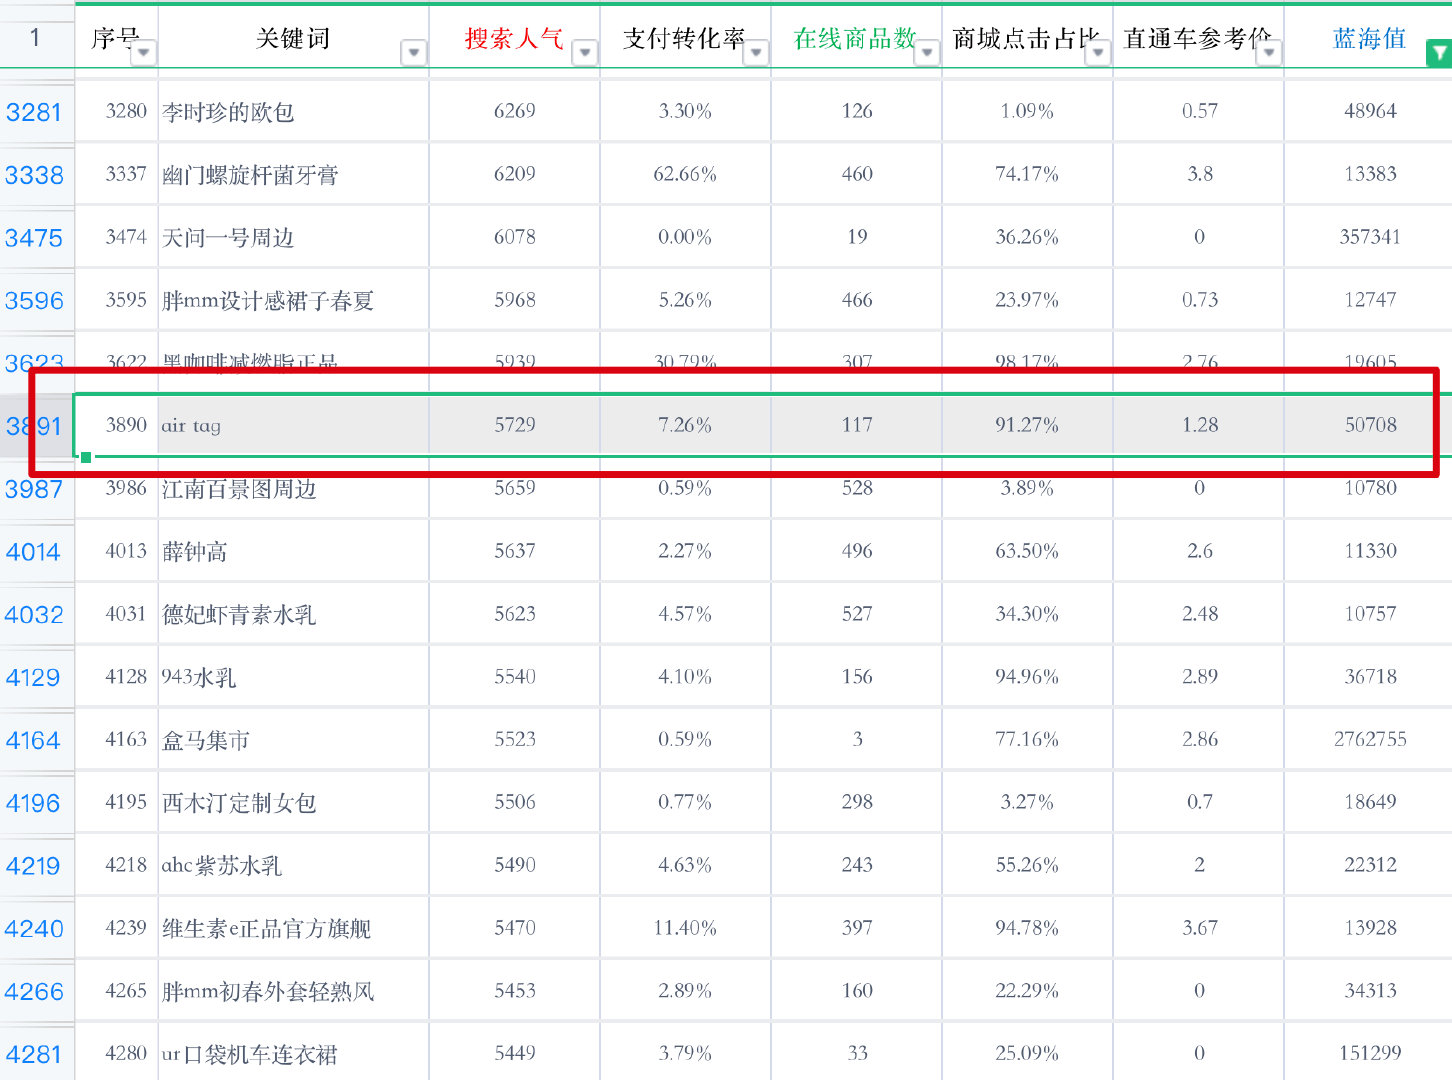 1 序号 关键词 搜索人气 支付转化率 在线商品数 商城点击占比 直通车参考价 蓝海值
3281 3280 李时珍的欧包 6269 3.30% 126 1.09% 0.57 48964
3338 3337 幽门螺旋杆菌牙膏 6209 62.66% 460 74.17% 3.8 13383
3475 3474 天问一号周边 6078 0.00% 19 36.26% 0 357341
3596 3595 胖mm设计感裙子春夏 5968 5.26% 466 23.97% 0.73 12747
3623 3622 黑咖啡减燃脂正品 5939 30.79% 307 98.17% 2.76 19605
3891 3890 air tag 5729 7.26% 117 91.27% 1.28 50708
3987 3986 江南百景图周边 5659 0.59% 528 3.89% 0 10780
4014 4013 薛钟高 5637 2.27% 496 63.50% 2.6 11330
4032 4031 德妃虾青素水乳 5623 4.57% 527 34.30% 2.48 10757
4129 4128 943水乳 5540 4.10% 156 94.96% 2.89 36718
4164 4163 盒马集市 5523 0.59% 3 77.16% 2.86 2762755
4196 4195 西木汀定制女包 5506 0.77% 298 3.27% 0.7 18649
4219 4218 ahc紫苏水乳 5490 4.63% 243 55.26% 2 22312
4240 4239 维生素e正品官方旗舰 5470 11.40% 397 94.78% 3.67 13928
4266 4265 胖mm初春外套轻熟风 5453 2.89% 160 22.29% 0 34313
4281 4280 ur口袋机车连衣裙 5449 3.79% 33 25.09% 0 151299